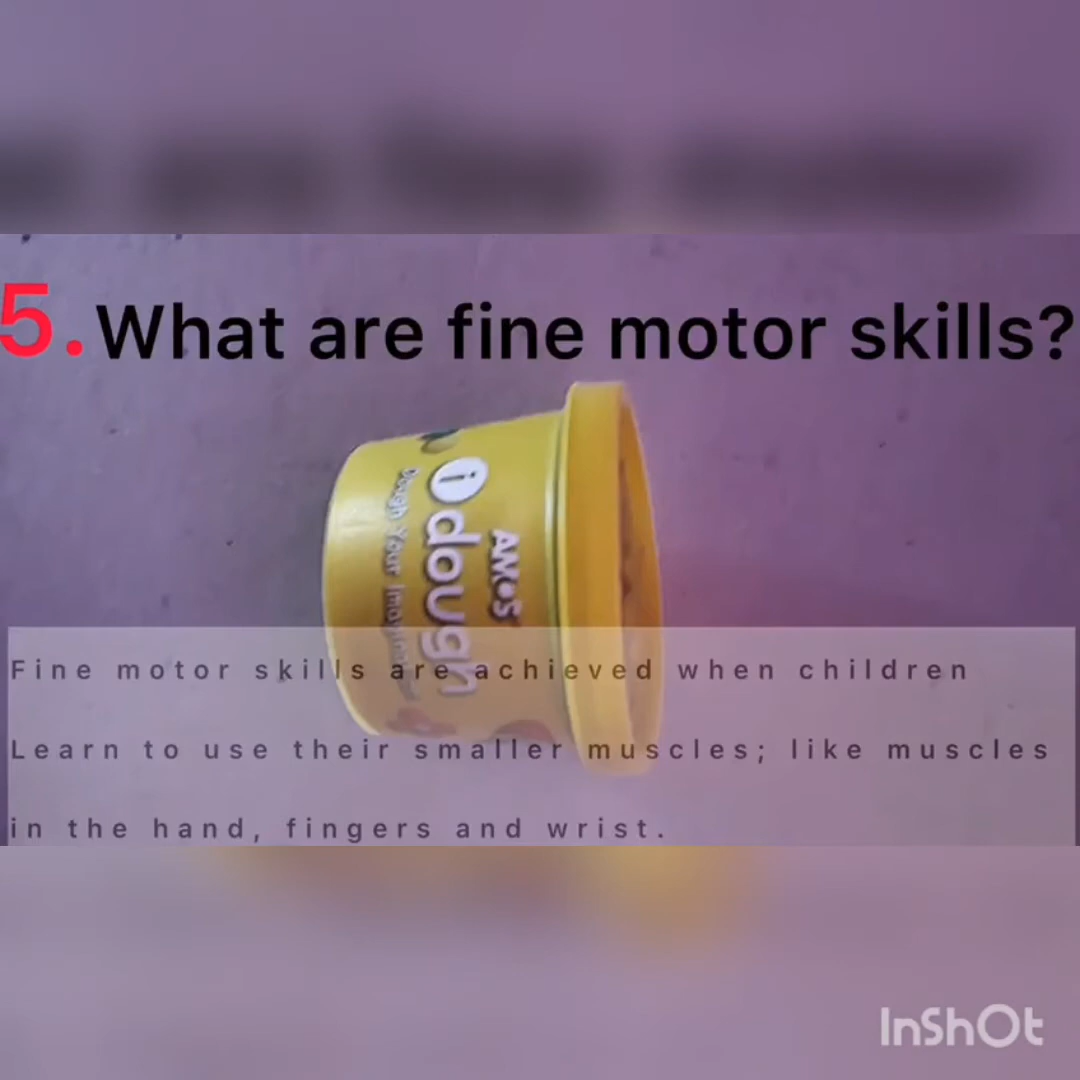 5. What are fine motor skills?
AMOS
i dough
Dough Your
Fine motor skills are achieved when children
Learn to use their smaller muscles; like muscles
in the hand, fingers and wrist.
InShOt